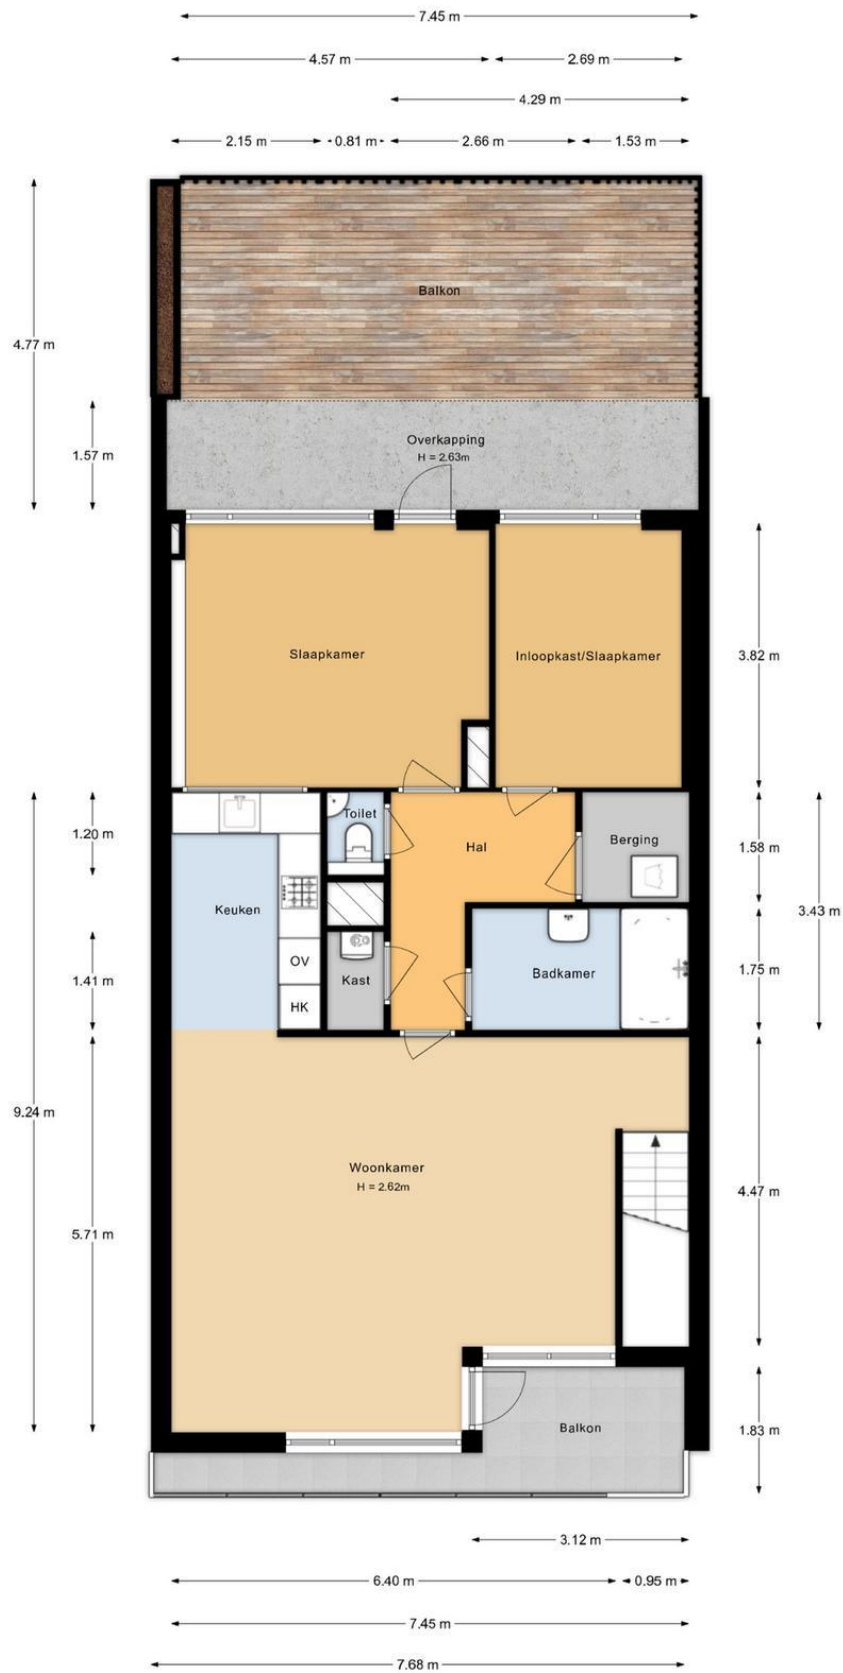 7.45 m
4.57 m
2.69 m
4.29 m
2.15 m
0.81 m
2.66 m
1.53 m
Balkon
4.77 m
Overkapping
H = 2.63m
1.57 m
Slaapkamer
Inloopkast/Slaapkamer
3.82 m
Toilet
1.20 m
Hal
Berging
1.58 m
Keuken
3.43 m
OV
Kast
Badkamer
1.75 m
1.41 m
HK
9.24 m
Woonkamer
H = 2.62m
4.47 m
5.71 m
Balkon
1.83 m
3.12 m
6.40 m
0.95 m
7.45 m
7.68 m